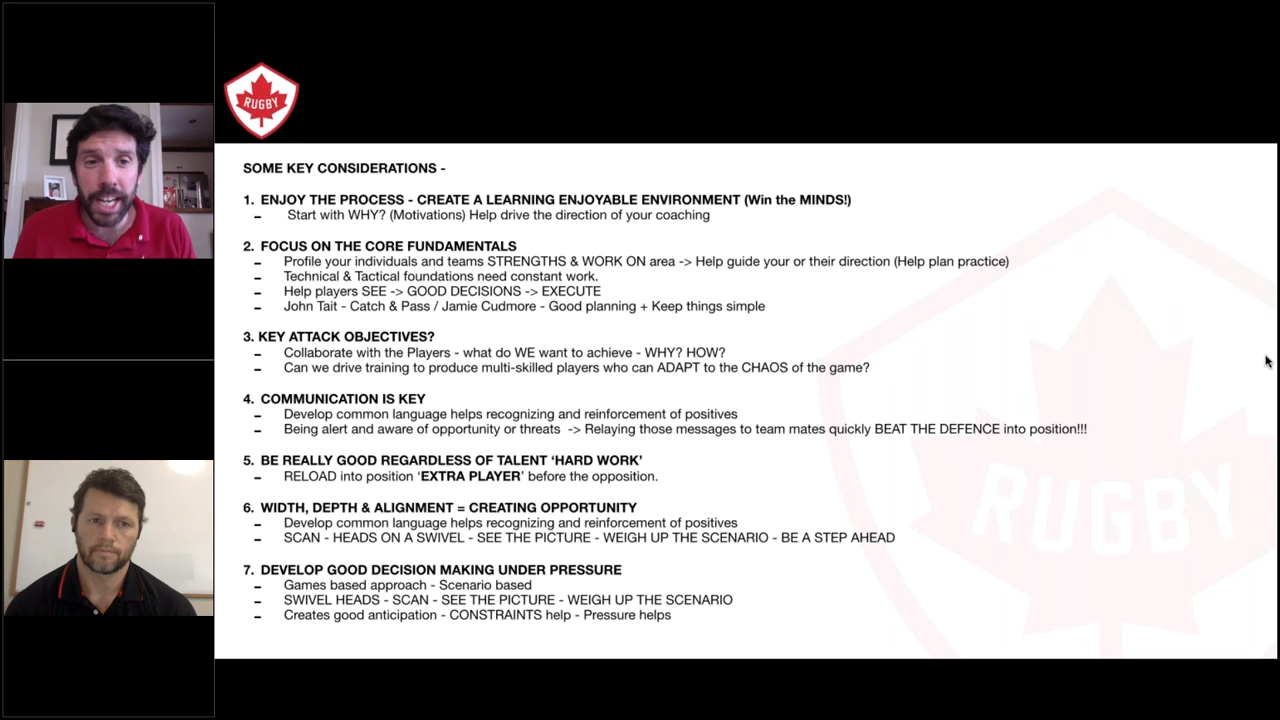 RUGBY
SOME KEY CONSIDERATIONS -
1. ENJOY THE PROCESS - CREATE A LEARNING ENJOYABLE ENVIRONMENT (Win the MINDS!)
- Start with WHY? (Motivations) Help drive the direction of your coaching
2. FOCUS ON THE CORE FUNDAMENTALS
- Profile your individuals and teams STRENGTHS & WORK ON area -> Help guide your or their direction (Help plan practice)
- Technical & Tactical foundations need constant work.
- Help players SEE -> GOOD DECISIONS -> EXECUTE
- John Tait - Catch & Pass / Jamie Cudmore - Good planning + Keep things simple
3. KEY ATTACK OBJECTIVES?
- Collaborate with the Players - what do WE want to achieve - WHY? HOW?
- Can we drive training to produce multi-skilled players who can ADAPT to the CHAOS of the game?
4. COMMUNICATION IS KEY
- Develop common language helps recognizing and reinforcement of positives
- Being alert and aware of opportunity or threats -> Relaying those messages to team mates quickly BEAT THE DEFENCE into position!!!
5. BE REALLY GOOD REGARDLESS OF TALENT ‘HARD WORK’
- RELOAD into position ‘EXTRA PLAYER’ before the opposition.
6. WIDTH, DEPTH & ALIGNMENT = CREATING OPPORTUNITY
- Develop common language helps recognizing and reinforcement of positives
- SCAN - HEADS ON A SWIVEL - SEE THE PICTURE - WEIGH UP THE SCENARIO - BE A STEP AHEAD
7. DEVELOP GOOD DECISION MAKING UNDER PRESSURE
- Games based approach - Scenario based
- SWIVEL HEADS - SCAN - SEE THE PICTURE - WEIGH UP THE SCENARIO
- Creates good anticipation - CONSTRAINTS help - Pressure helps
RUGBY